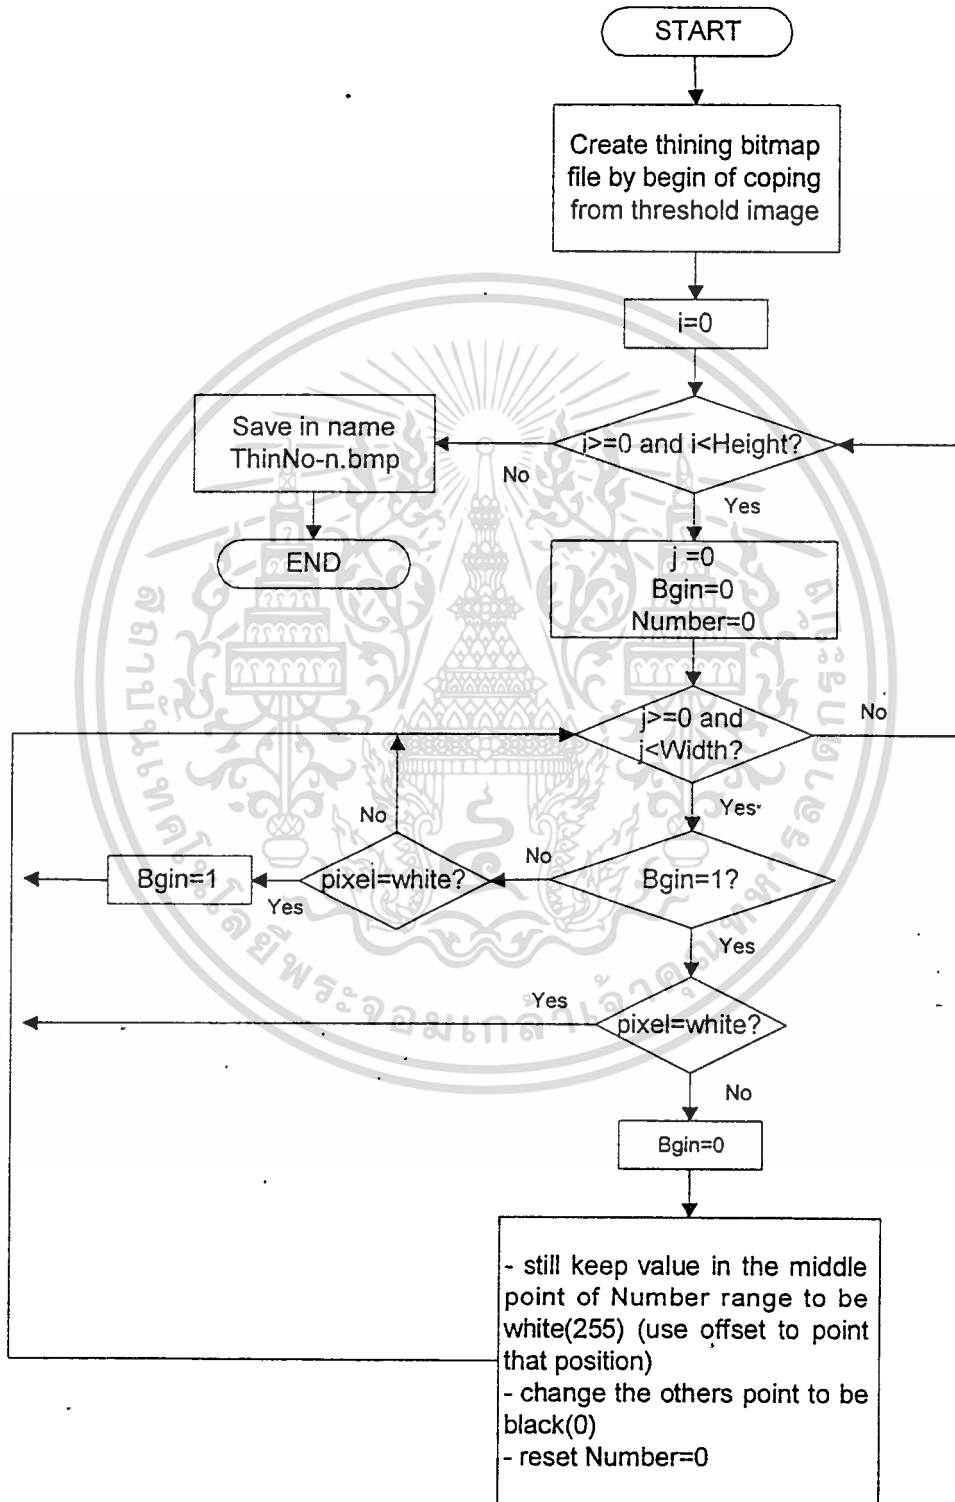 START
Create thining bitmap
file by begin of coping
from threshold image
i=0
i>=0 and i<Height?
No
Yes
Save in name
ThinNo-n.bmp
END
j =0
Bgin=0
Number=0
j>=0 and
j<Width?
No
Yes
Bgin=1?
No
Yes
pixel=white?
No
Yes
Bgin=1
pixel=white?
Yes
No
Bgin=0
- still keep value in the middle
point of Number range to be
white(255) (use offset to point
that position)
- change the others point to be
black(0)
- reset Number=0